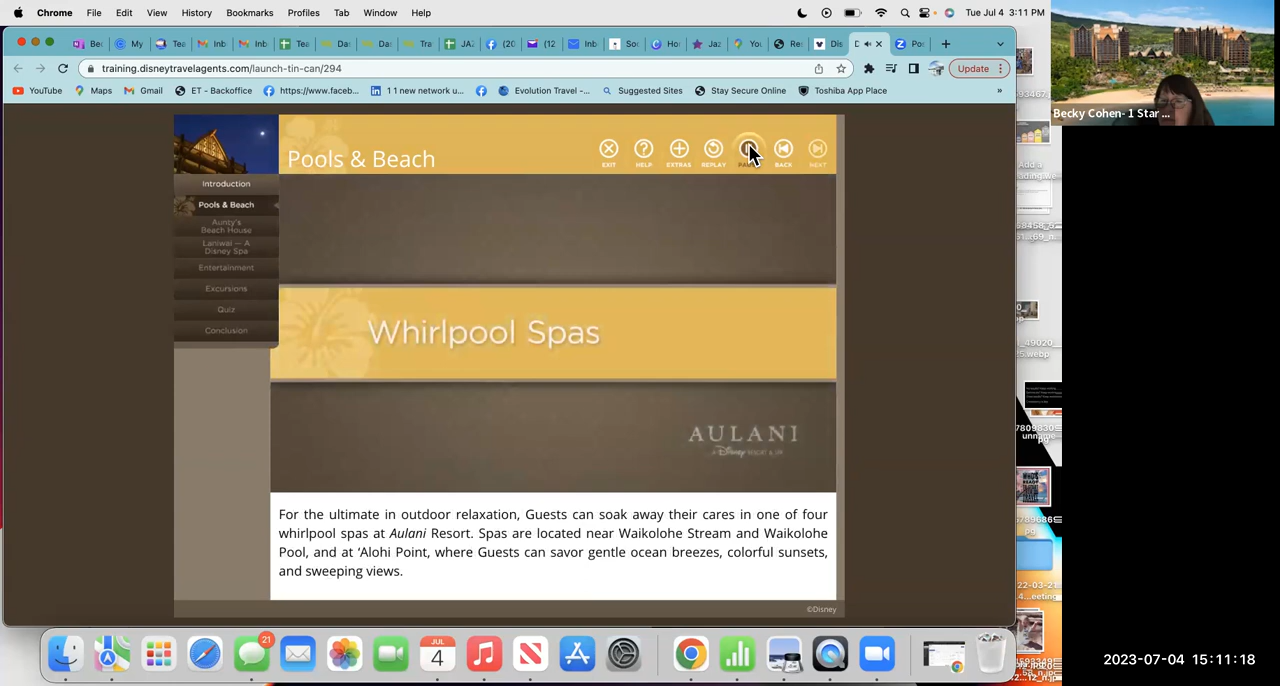 Chrome File Edit View History Bookmarks Profiles Tab Window Help
Tue Jul 4 3:11 PM
training.disneytravelagents.com/launch-tin-can/294
Update
YouTube Maps Gmail ET - Backoffice https://www.faceb... 1 1 new network u... Evolution Travel -... Suggested Sites Stay Secure Online Toshiba App Place »
Becky Cohen- 1 Star ...
Pools & Beach
EXIT HELP EXTRAS REPLAY BACK NEXT
Introduction
Pools & Beach
Aunty's
Beach House
Laniwai — A
Disney Spa
Entertainment
Excursions
Quiz
Conclusion
Whirlpool Spas
AULANI
A Disney RESORT & SPA
For the ultimate in outdoor relaxation, Guests can soak away their cares in one of four
whirlpool spas at Aulani Resort. Spas are located near Waikolohe Stream and Waikolohe
Pool, and at ‘Alohi Point, where Guests can savor gentle ocean breezes, colorful sunsets,
and sweeping views.
©Disney
21
JUL
4
2023-07-04 15:11:18